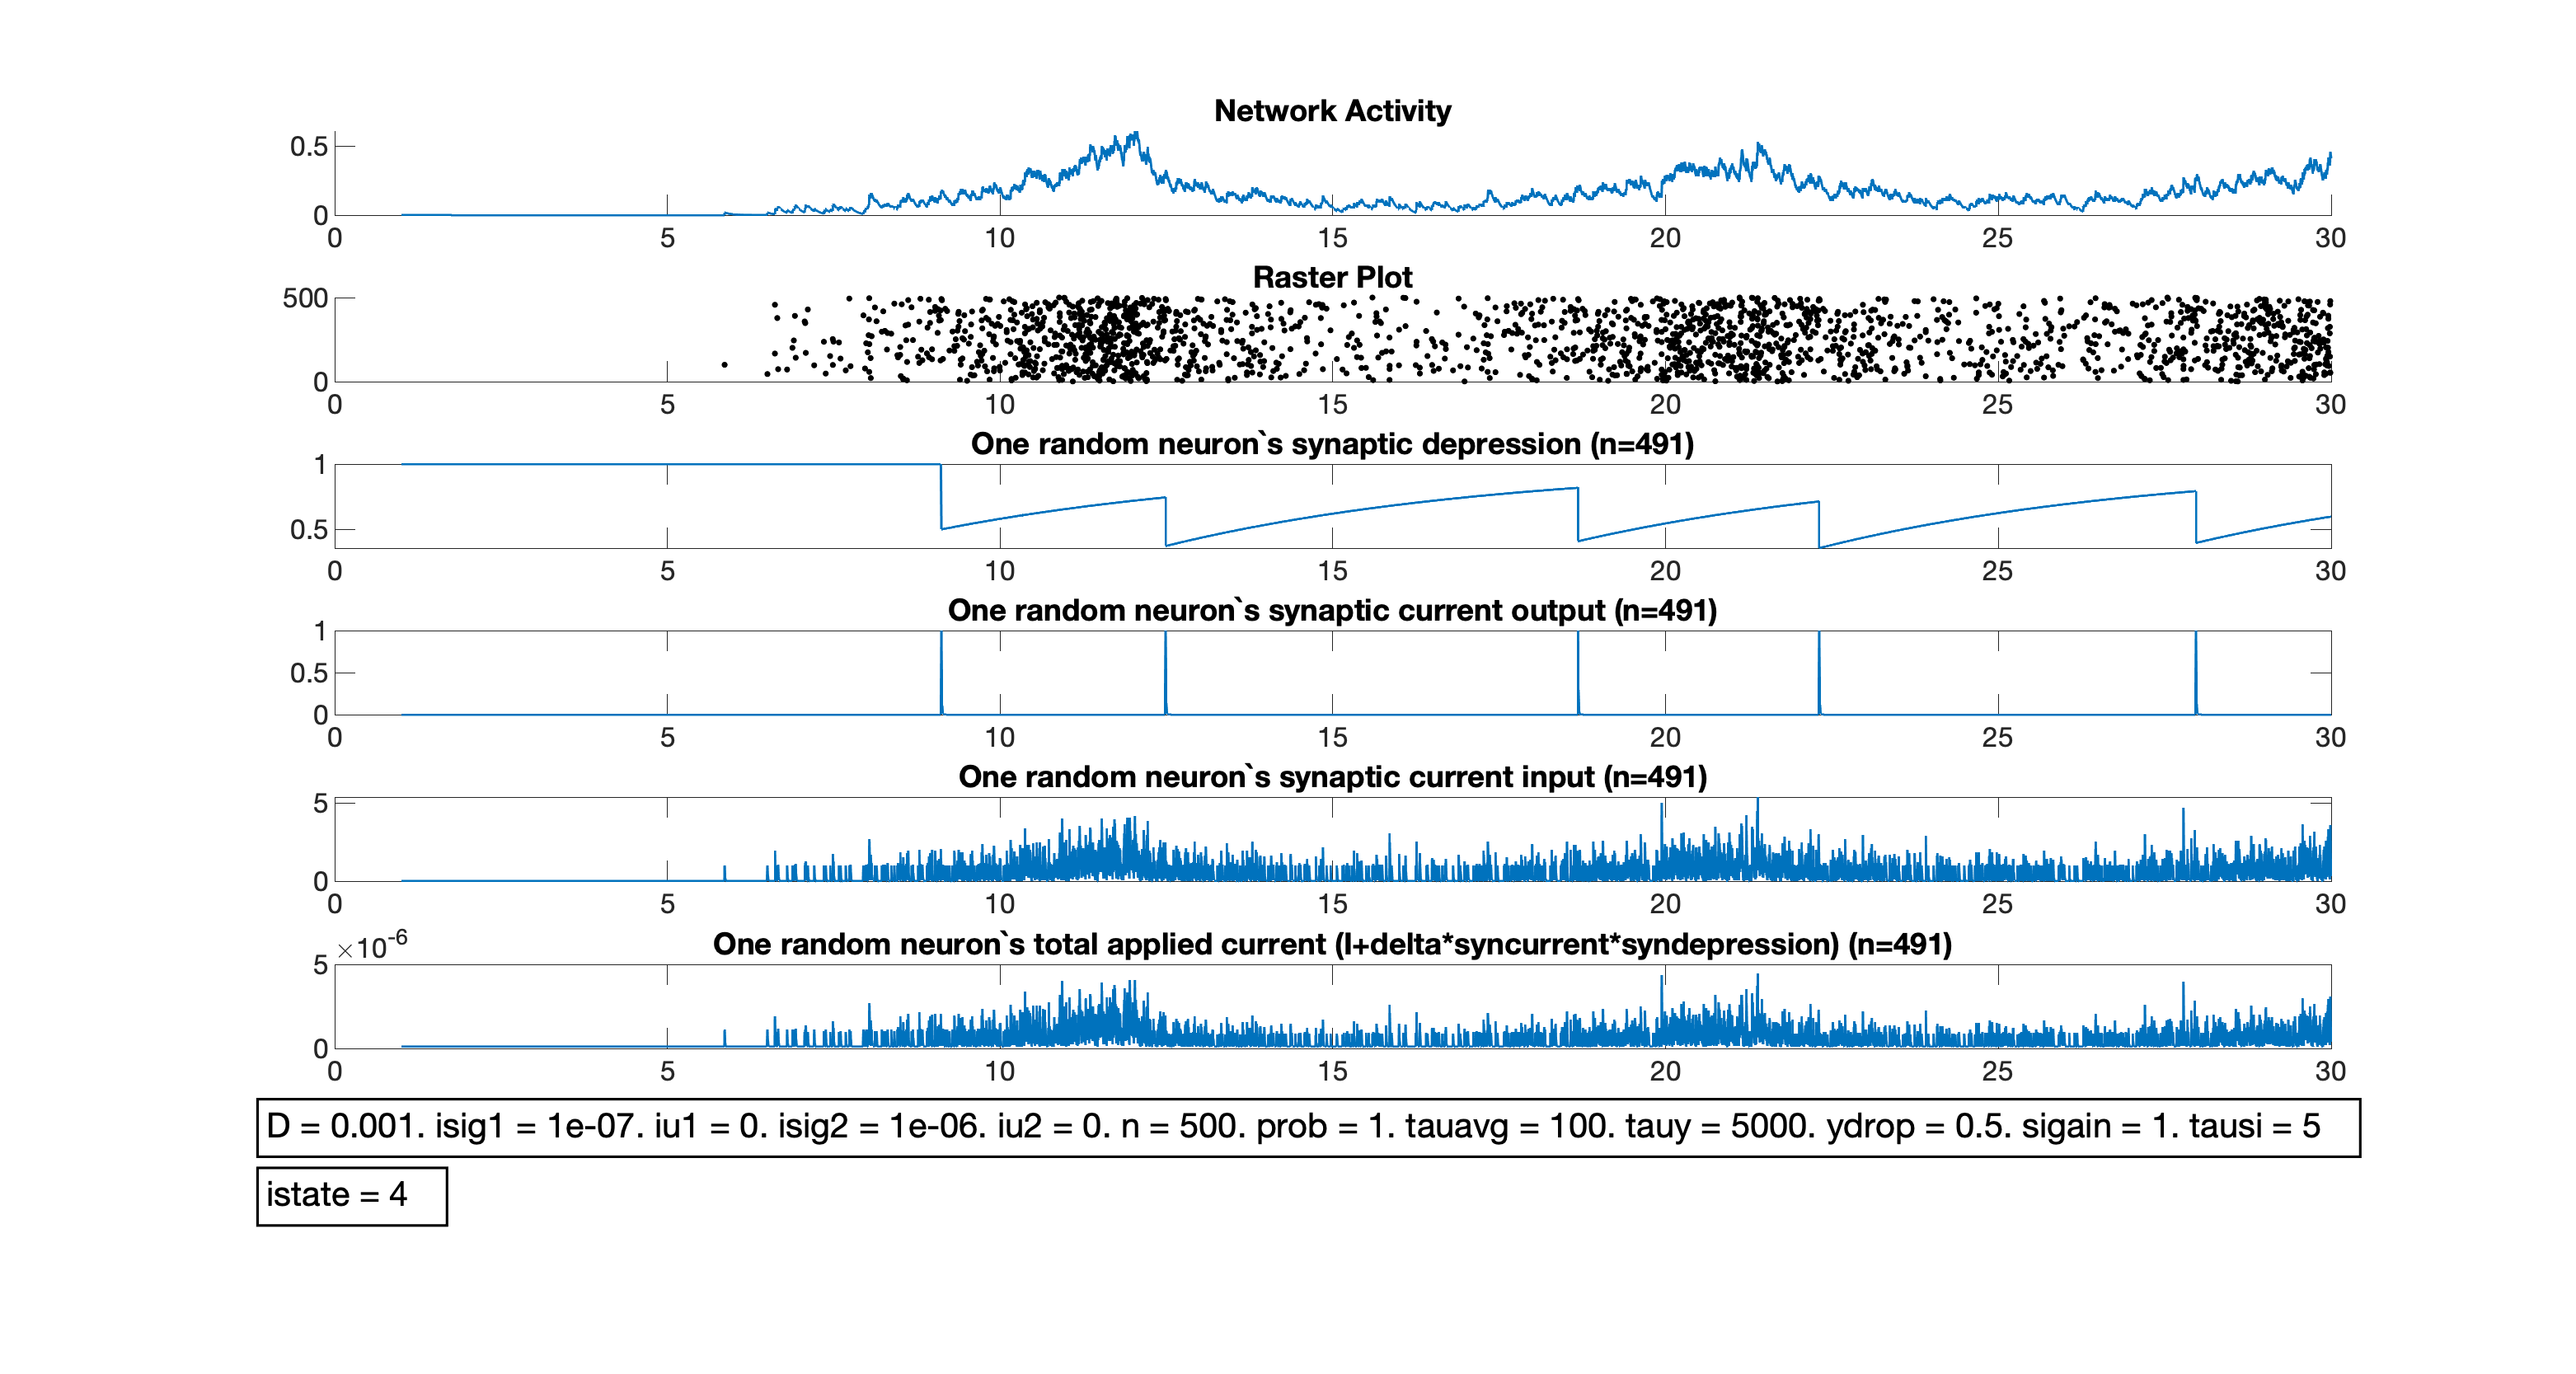 Network Activity
0.5
0
0 5 10 15 20 25 30
Raster Plot
500
0
0 5 10 15 20 25 30
One random neuron`s synaptic depression (n=491)
1
0.5
0 5 10 15 20 25 30
One random neuron`s synaptic current output (n=491)
1
0.5
0
0 5 10 15 20 25 30
One random neuron`s synaptic current input (n=491)
5
0
0 5 10 15 20 25 30
×10-6
One random neuron`s total applied current (I+delta*syncurrent*syndepression) (n=491)
5
0
0 5 10 15 20 25 30
D = 0.001. isig1 = 1e-07. iu1 = 0. isig2 = 1e-06. iu2 = 0. n = 500. prob = 1. tauavg = 100. tauy = 5000. ydrop = 0.5. sigain = 1. tausi = 5
istate = 4